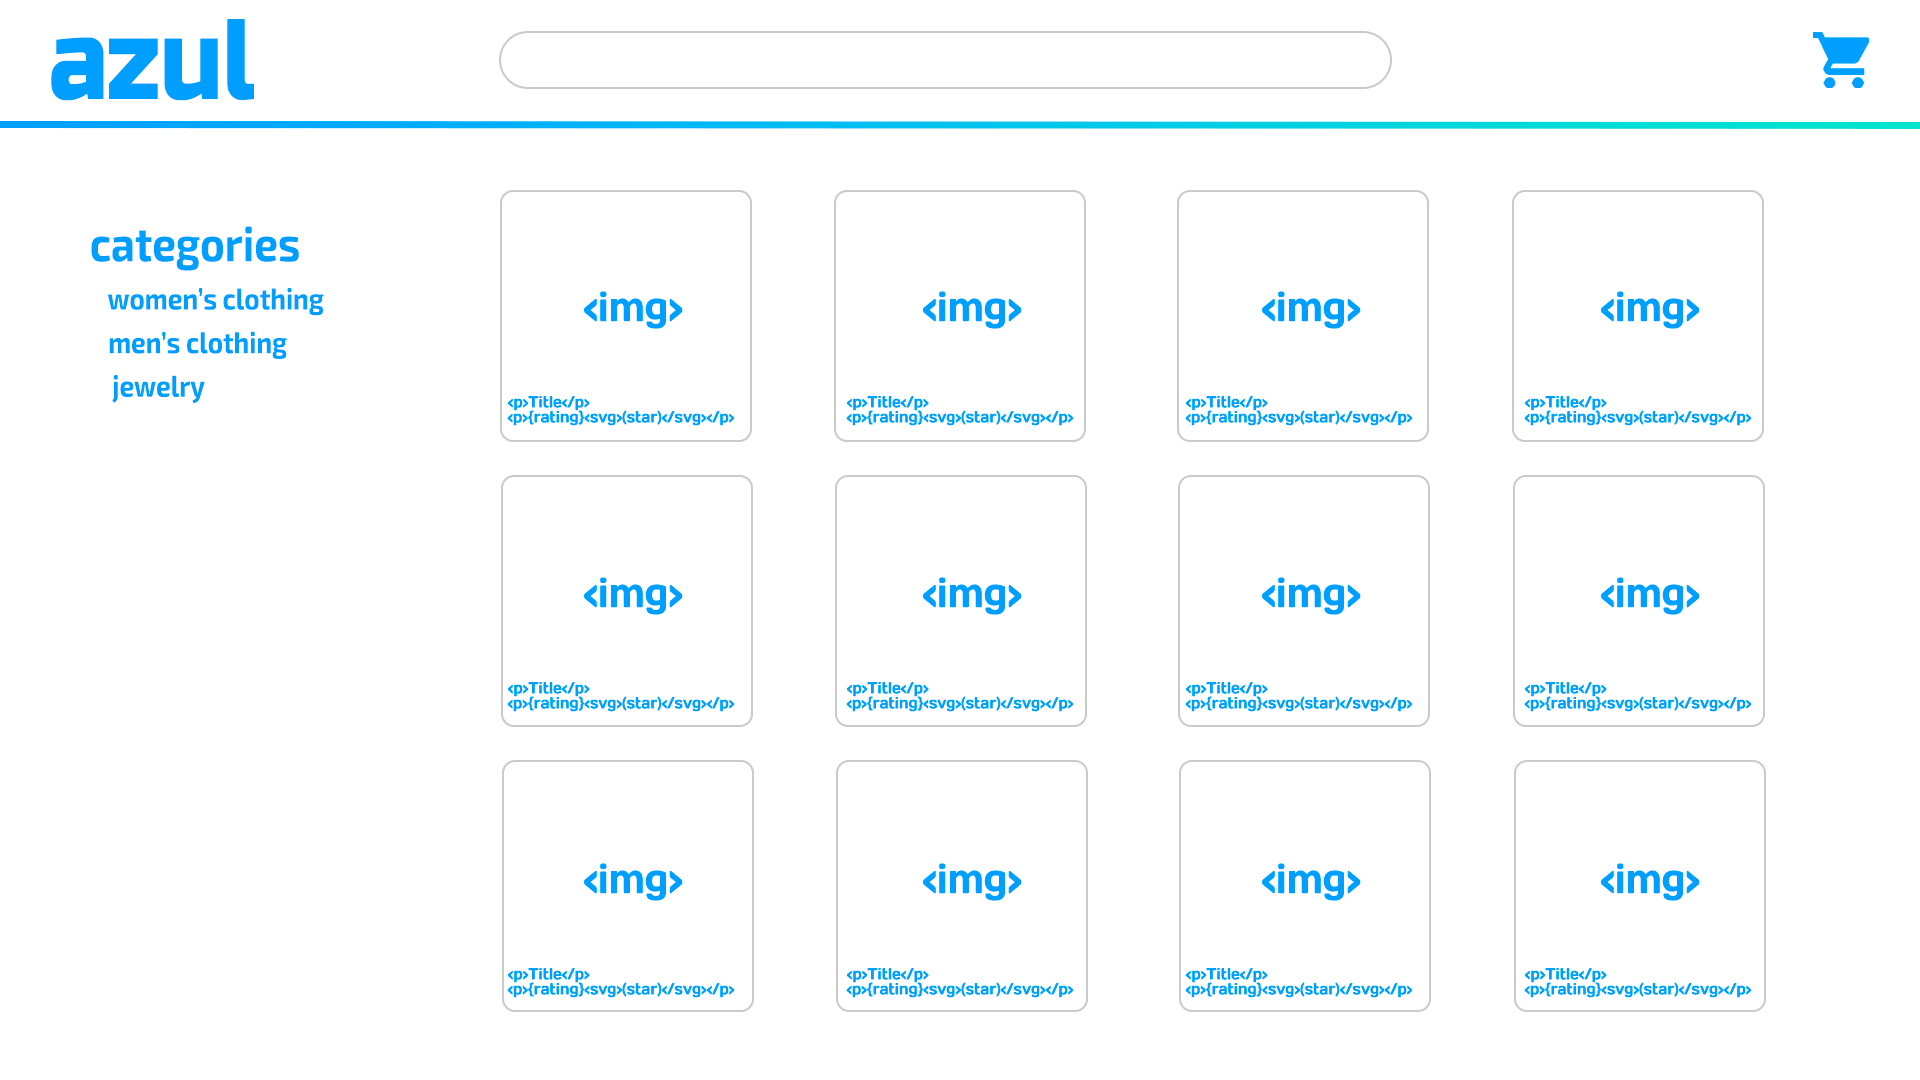 azul
categories
women’s clothing
men’s clothing
jewelry
<img>
<p>Title</p>
<p>{rating}<svg>(star)</svg></p>
<img>
<p>Title</p>
<p>{rating}<svg>(star)</svg></p>
<img>
<p>Title</p>
<p>{rating}<svg>(star)</svg></p>
<img>
<p>Title</p>
<p>{rating}<svg>(star)</svg></p>
<img>
<p>Title</p>
<p>{rating}<svg>(star)</svg></p>
<img>
<p>Title</p>
<p>{rating}<svg>(star)</svg></p>
<img>
<p>Title</p>
<p>{rating}<svg>(star)</svg></p>
<img>
<p>Title</p>
<p>{rating}<svg>(star)</svg></p>
<img>
<p>Title</p>
<p>{rating}<svg>(star)</svg></p>
<img>
<p>Title</p>
<p>{rating}<svg>(star)</svg></p>
<img>
<p>Title</p>
<p>{rating}<svg>(star)</svg></p>
<img>
<p>Title</p>
<p>{rating}<svg>(star)</svg></p>